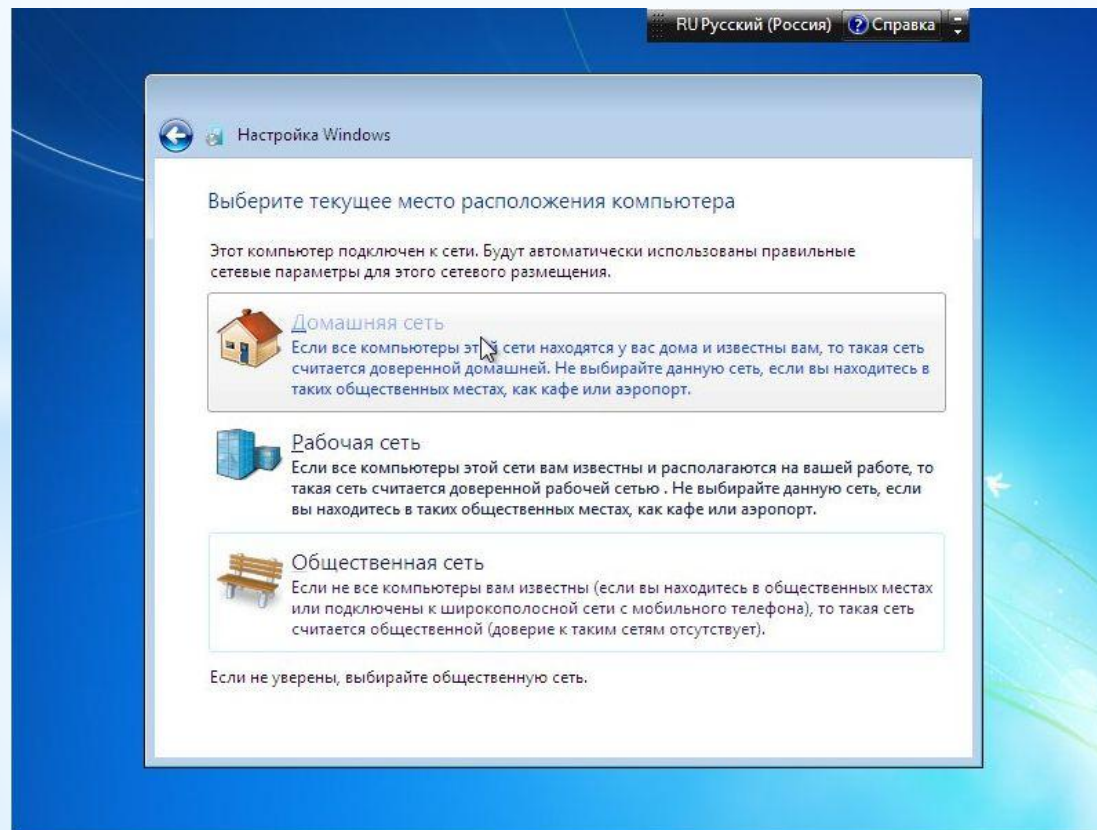 RU Русский (Россия) Справка
Настройка Windows
Выберите текущее место расположения компьютера
Этот компьютер подключен к сети. Будут автоматически использованы правильные
сетевые параметры для этого сетевого размещения.
Домашняя сеть
Если все компьютеры этой сети находятся у вас дома и известны вам, то такая сеть
считается доверенной домашней. Не выбирайте данную сеть, если вы находитесь в
таких общественных местах, как кафе или аэропорт.
Рабочая сеть
Если все компьютеры этой сети вам известны и располагаются на вашей работе, то
такая сеть считается доверенной рабочей сетью . Не выбирайте данную сеть, если
вы находитесь в таких общественных местах, как кафе или аэропорт.
Общественная сеть
Если не все компьютеры вам известны (если вы находитесь в общественных местах
или подключены к широкополосной сети с мобильного телефона), то такая сеть
считается общественной (доверие к таким сетям отсутствует).
Если не уверены, выбирайте общественную сеть.